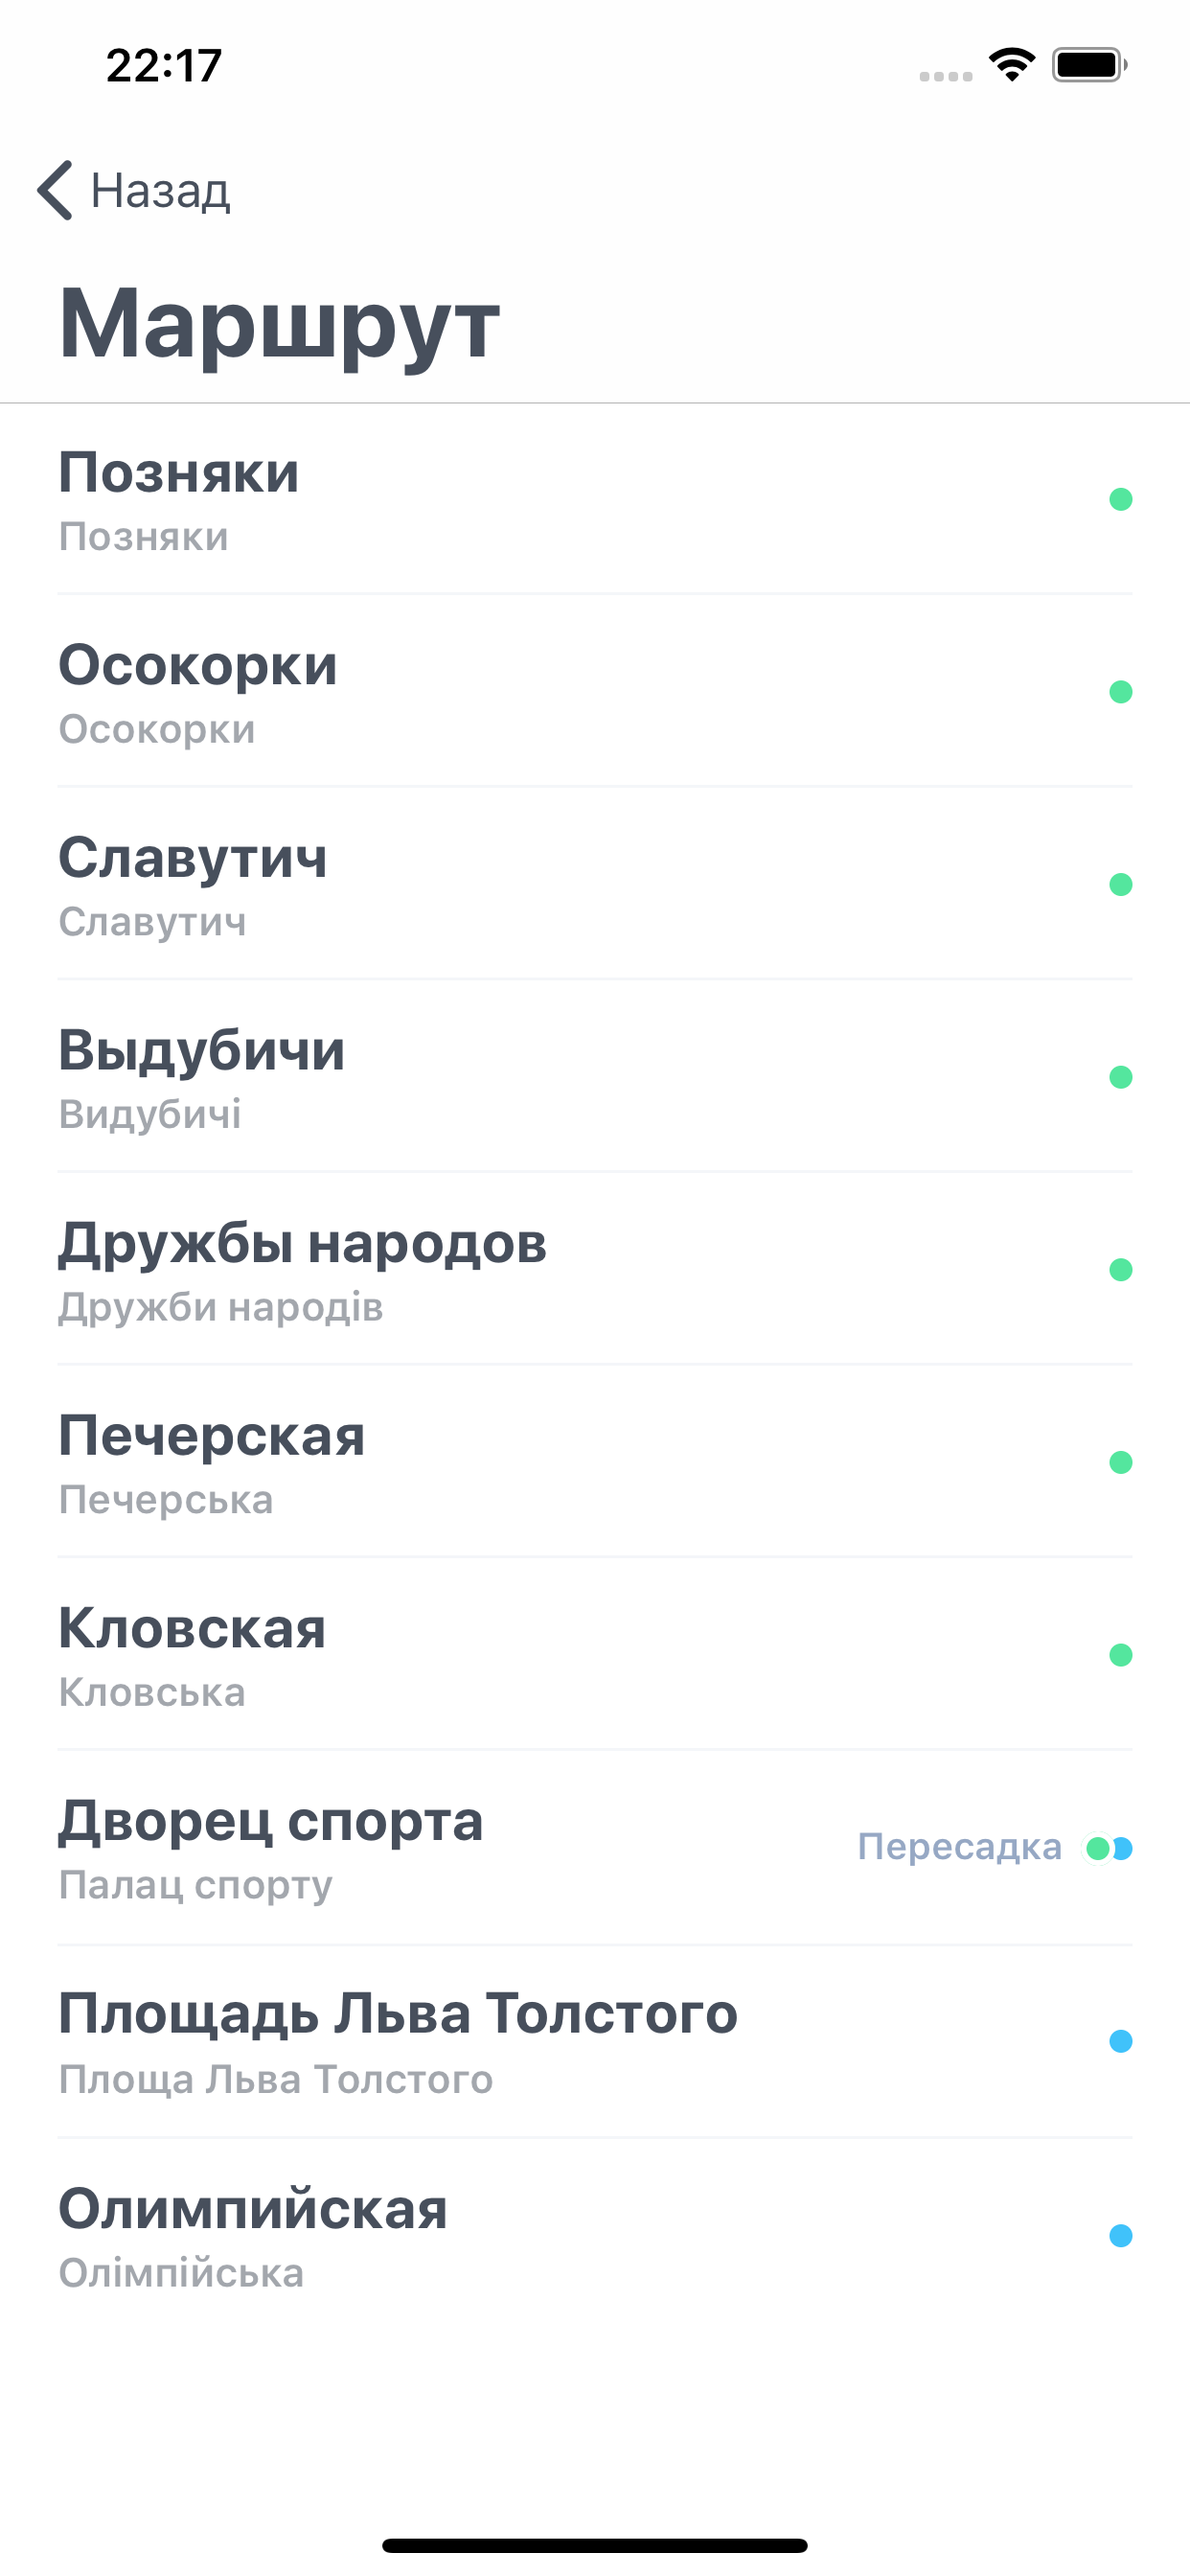 22:17
Назад
Маршрут
Позняки
Позняки
Осокорки
Осокорки
Славутич
Славутич
Выдубичи
Видубичі
Дружбы народов
Дружби народів
Печерская
Печерська
Кловская
Кловська
Дворец спорта
Пересадка
Палац спорту
Площадь Льва Толстого
Площа Льва Толстого
Олимпийская
Олімпійська